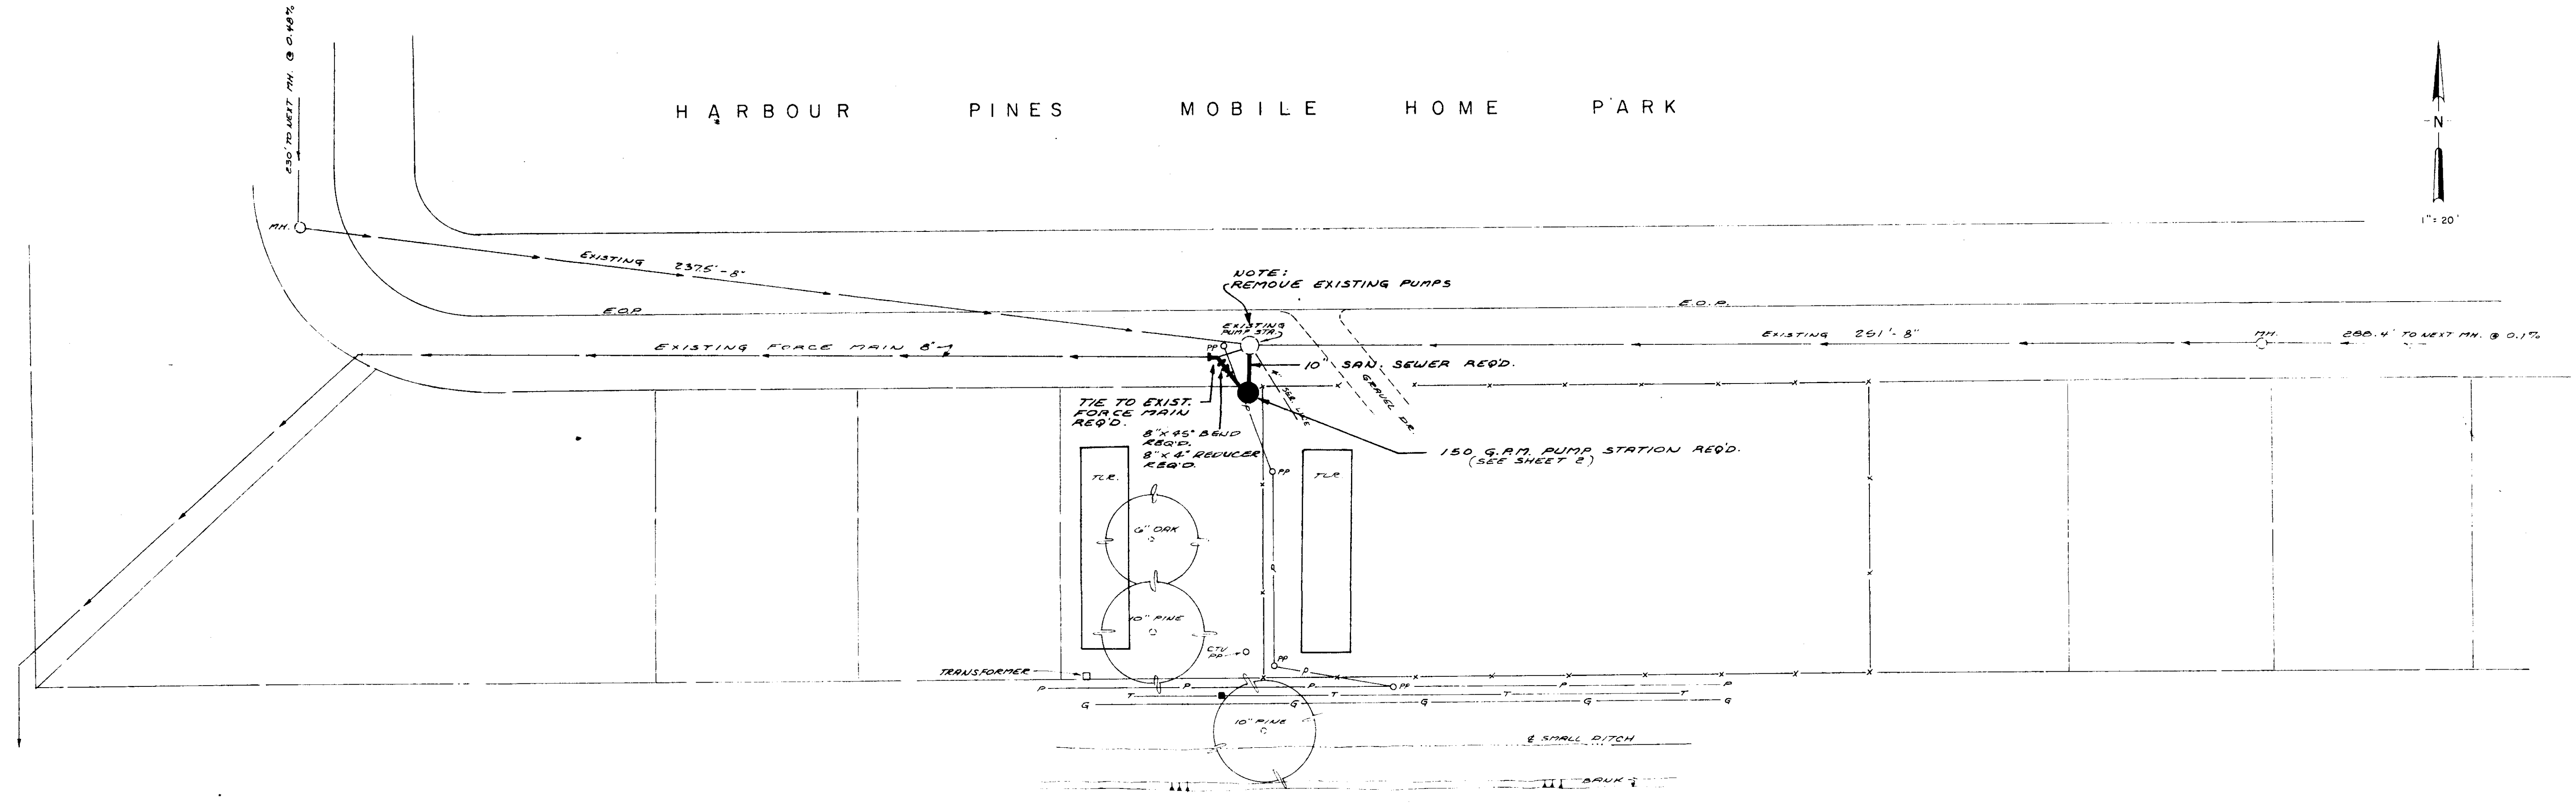 230' TO NEXT MH. @ 0.48%
HARBOUR PINES MOBILE HOME PARK
N
1" = 20'
MH.
EXISTING 237.5' - 8"
NOTE:
REMOVE EXISTING PUMPS
E.O.P.
E.O.P.
EXISTING
PUMP STA.
EXISTING 251' - 8"
MH.
288.4' TO NEXT MH. @ 0.1%
EXISTING FORCE MAIN 8"
PP
10" SAN. SEWER REQ'D.
GRAVEL DR.
SER. LINE
TIE TO EXIST.
FORCE MAIN
REQ'D.
8" X 45° BEND
REQ'D.
8" X 4" REDUCER
REQ'D.
150 G.P.M. PUMP STATION REQ'D.
(SEE SHEET 2)
P
PP
TLR.
TLR
6" OAK
P
10" PINE
CTV
PP
PP
TRANSFORMER
P
P P P PP P P
T T T T T
G G G G G
10" PINE
℄ SMALL DITCH
BANK